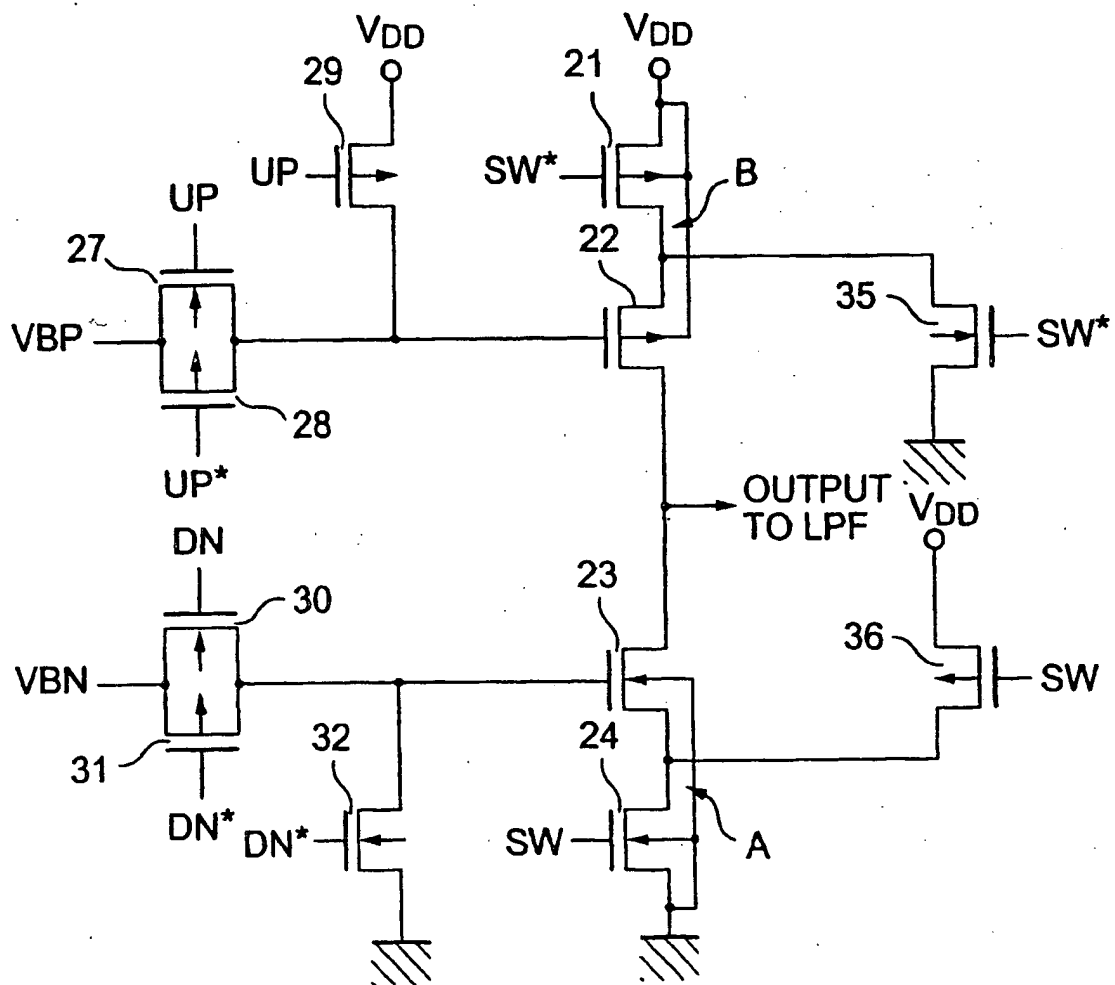 VDD
VDD
29
21
UP
SW*
B
UP
27
22
35
VBP
SW*
28
UP*
OUTPUT
TO LPF
VDD
DN
30
23
36
VBN
SW
31
32
24
DN*
DN*
SW
A